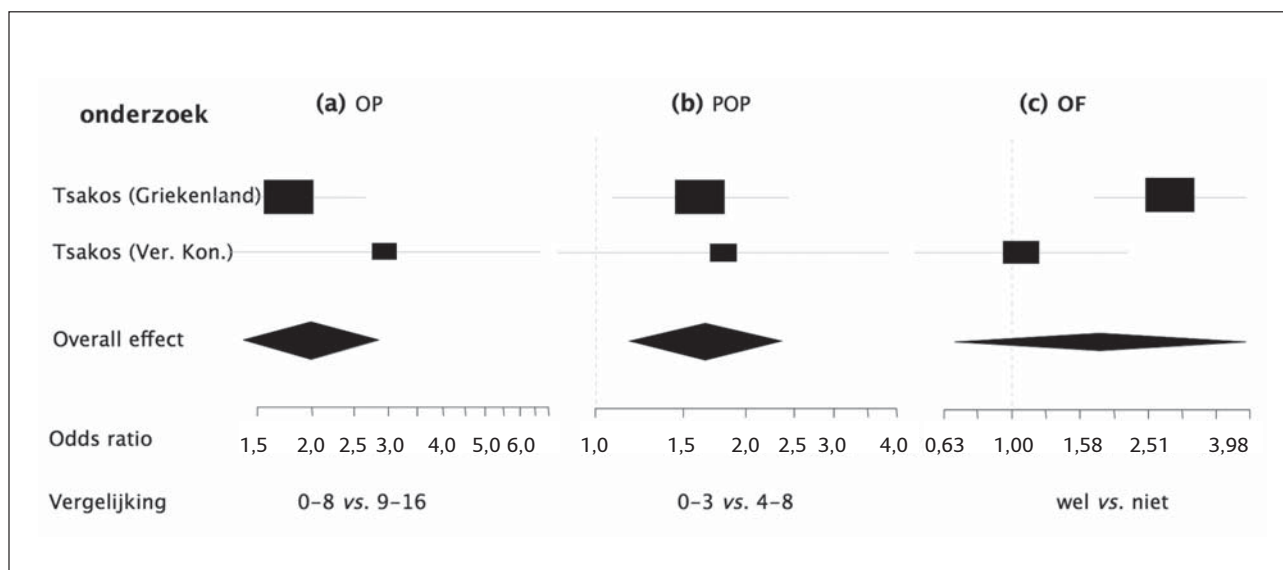 onderzoek (a) OP (b) POP (c) OF
Tsakos (Griekenland)
Tsakos (Ver. Kon.)
Overall effect
1,5 2,0 2,5 3,0 4,0 5,0 6,0 1,0 1,5 2,0 2,5 3,0 4,0 0,63 1,00 1,58 2,51 3,98
Odds ratio
Vergelijking 0–8 vs. 9–16 0–3 vs. 4–8 wel vs. niet